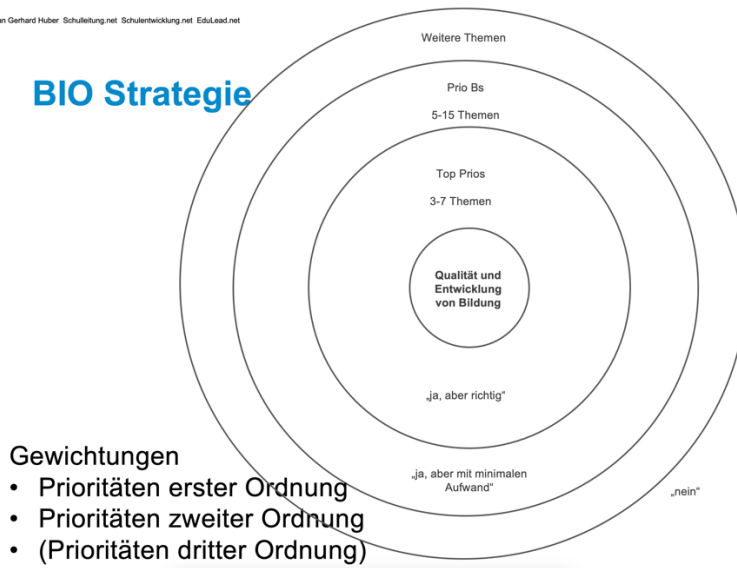 Gerhard Huber Schulleitung.net Schulentwicklung.net EduLead.net
BIO Strategie
Weitere Themen
Prio Bs
5-15 Themen
Top Prios
3-7 Themen
Qualität und
Entwicklung
von Bildung
„ja, aber richtig“
„ja, aber mit minimalen
Aufwand“
„nein“
Gewichtungen
• Prioritäten erster Ordnung
• Prioritäten zweiter Ordnung
• (Prioritäten dritter Ordnung)